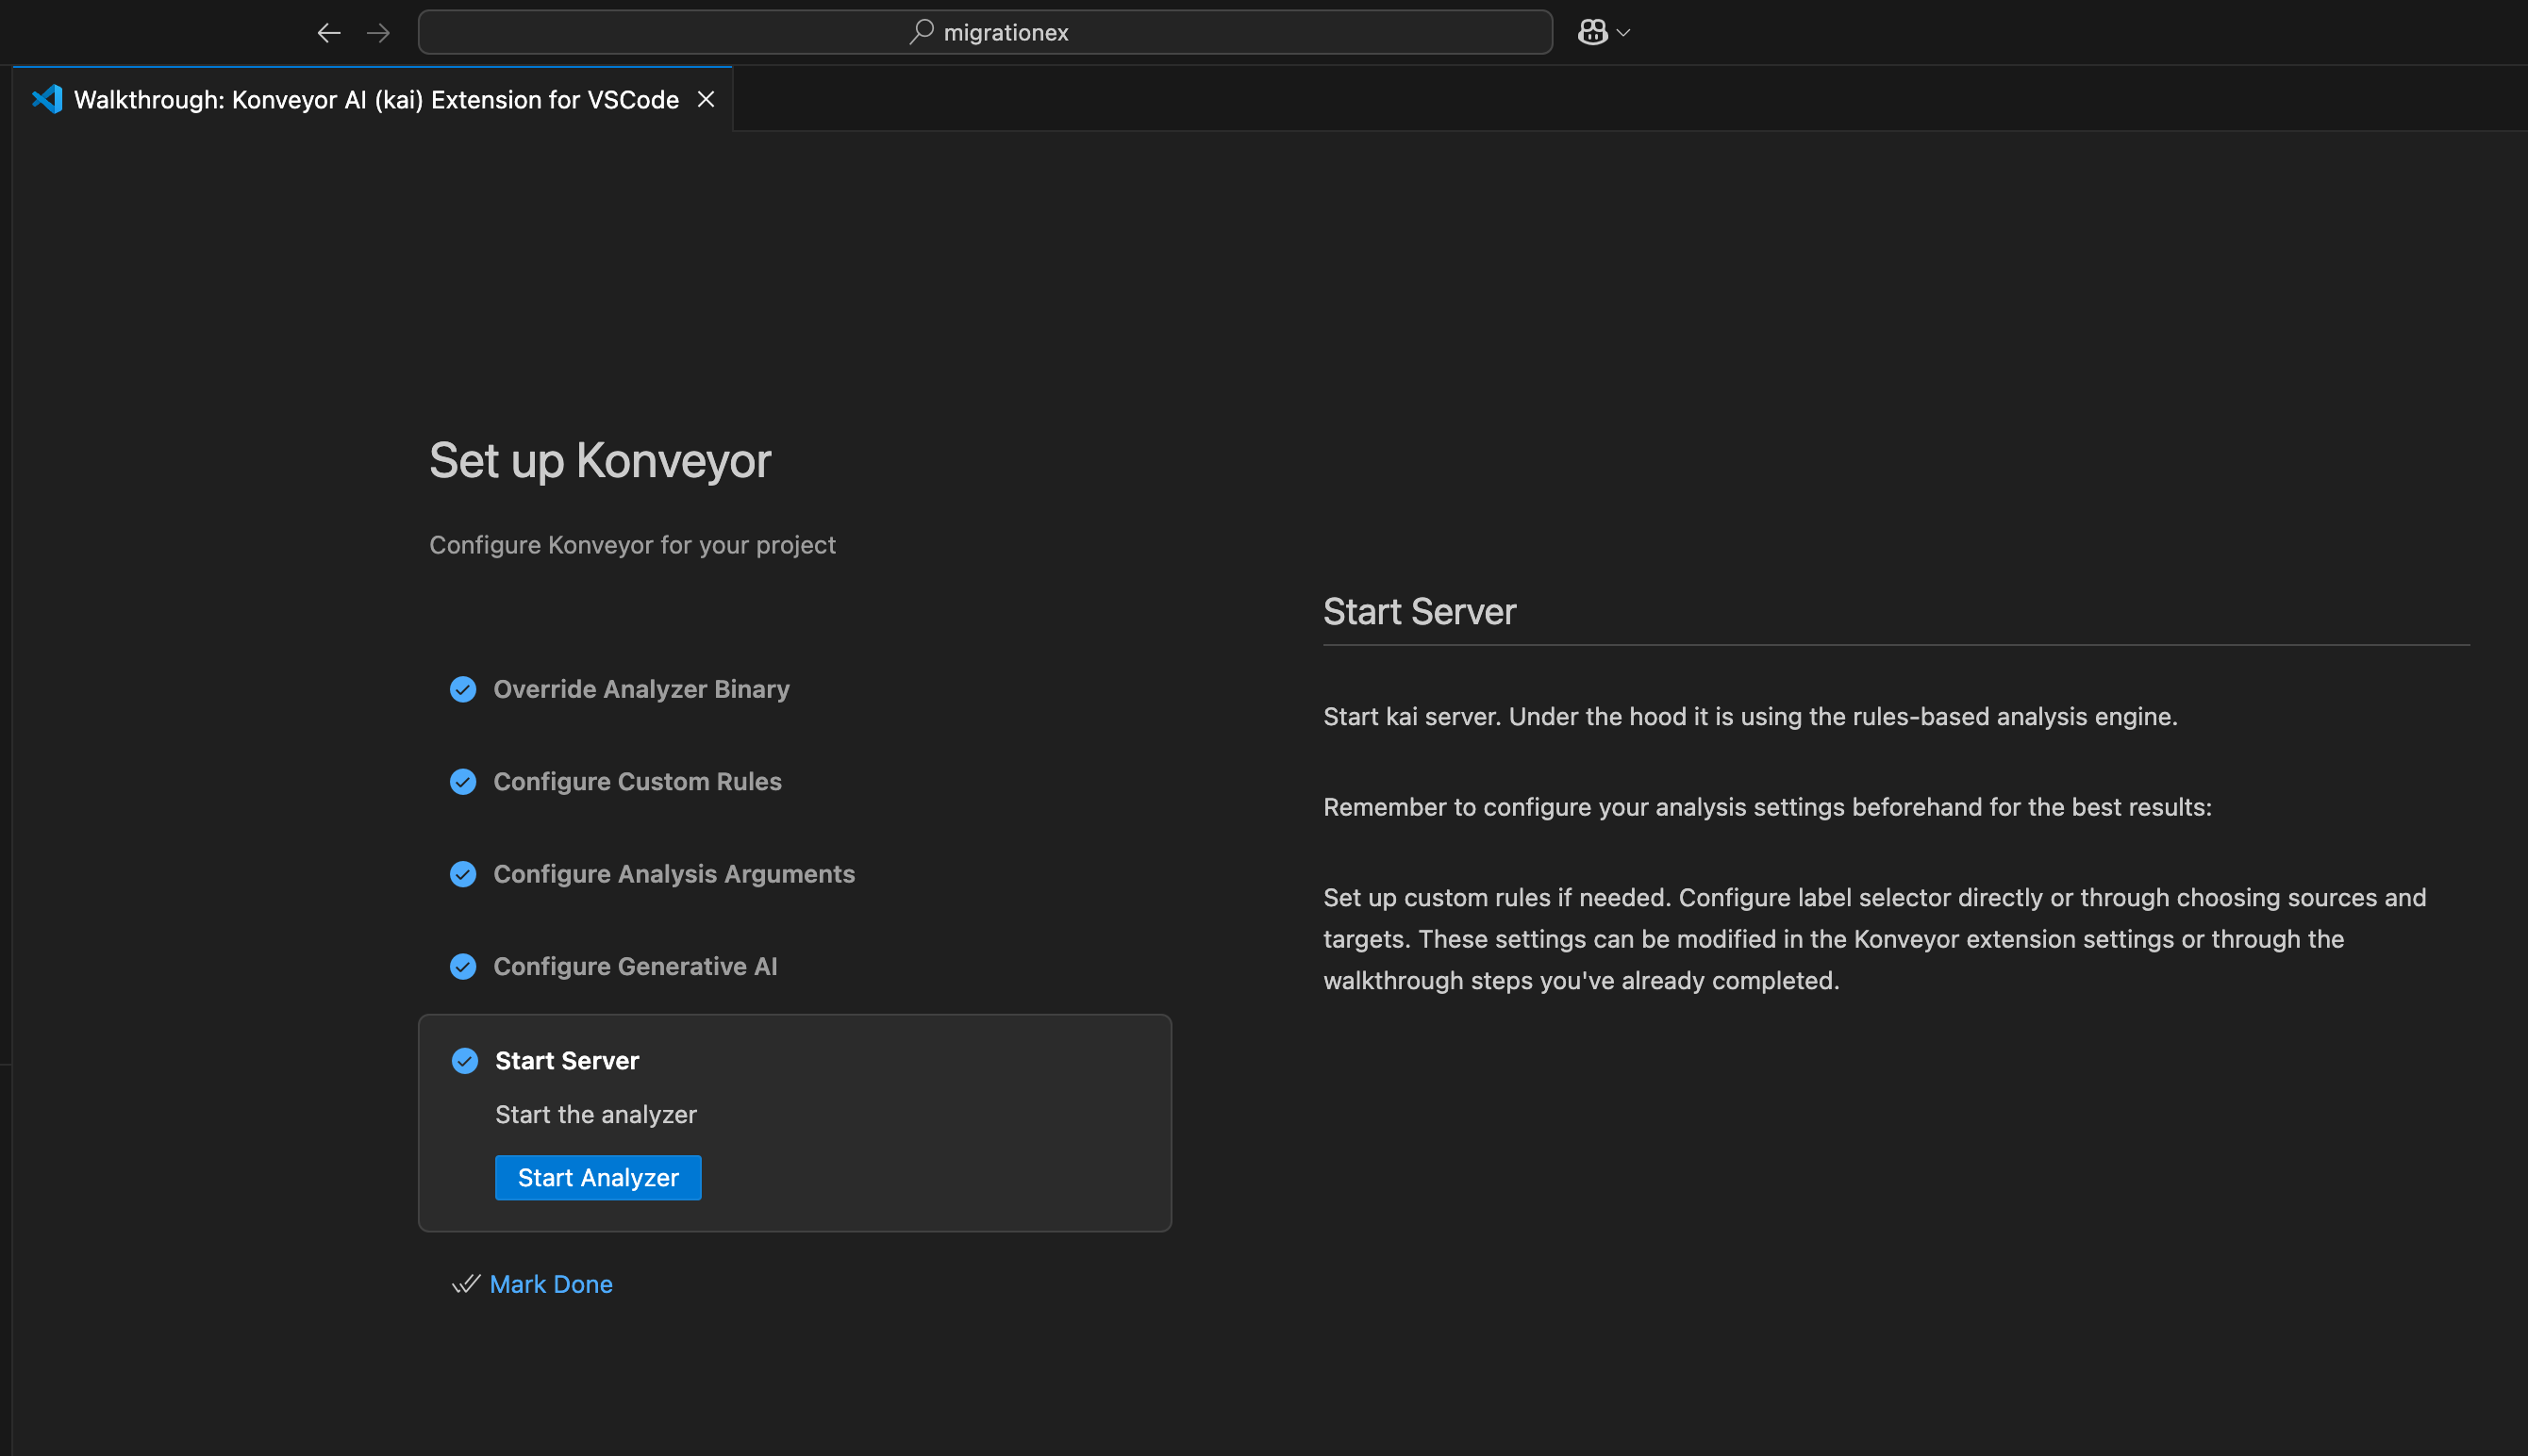 migrationex
Walkthrough: Konveyor AI (kai) Extension for VSCode
Set up Konveyor
Configure Konveyor for your project
Override Analyzer Binary
Configure Custom Rules
Configure Analysis Arguments
Configure Generative AI
Start Server
Start the analyzer
Start Analyzer
Mark Done
Start Server
Start kai server. Under the hood it is using the rules-based analysis engine.
Remember to configure your analysis settings beforehand for the best results:
Set up custom rules if needed. Configure label selector directly or through choosing sources and
targets. These settings can be modified in the Konveyor extension settings or through the
walkthrough steps you've already completed.